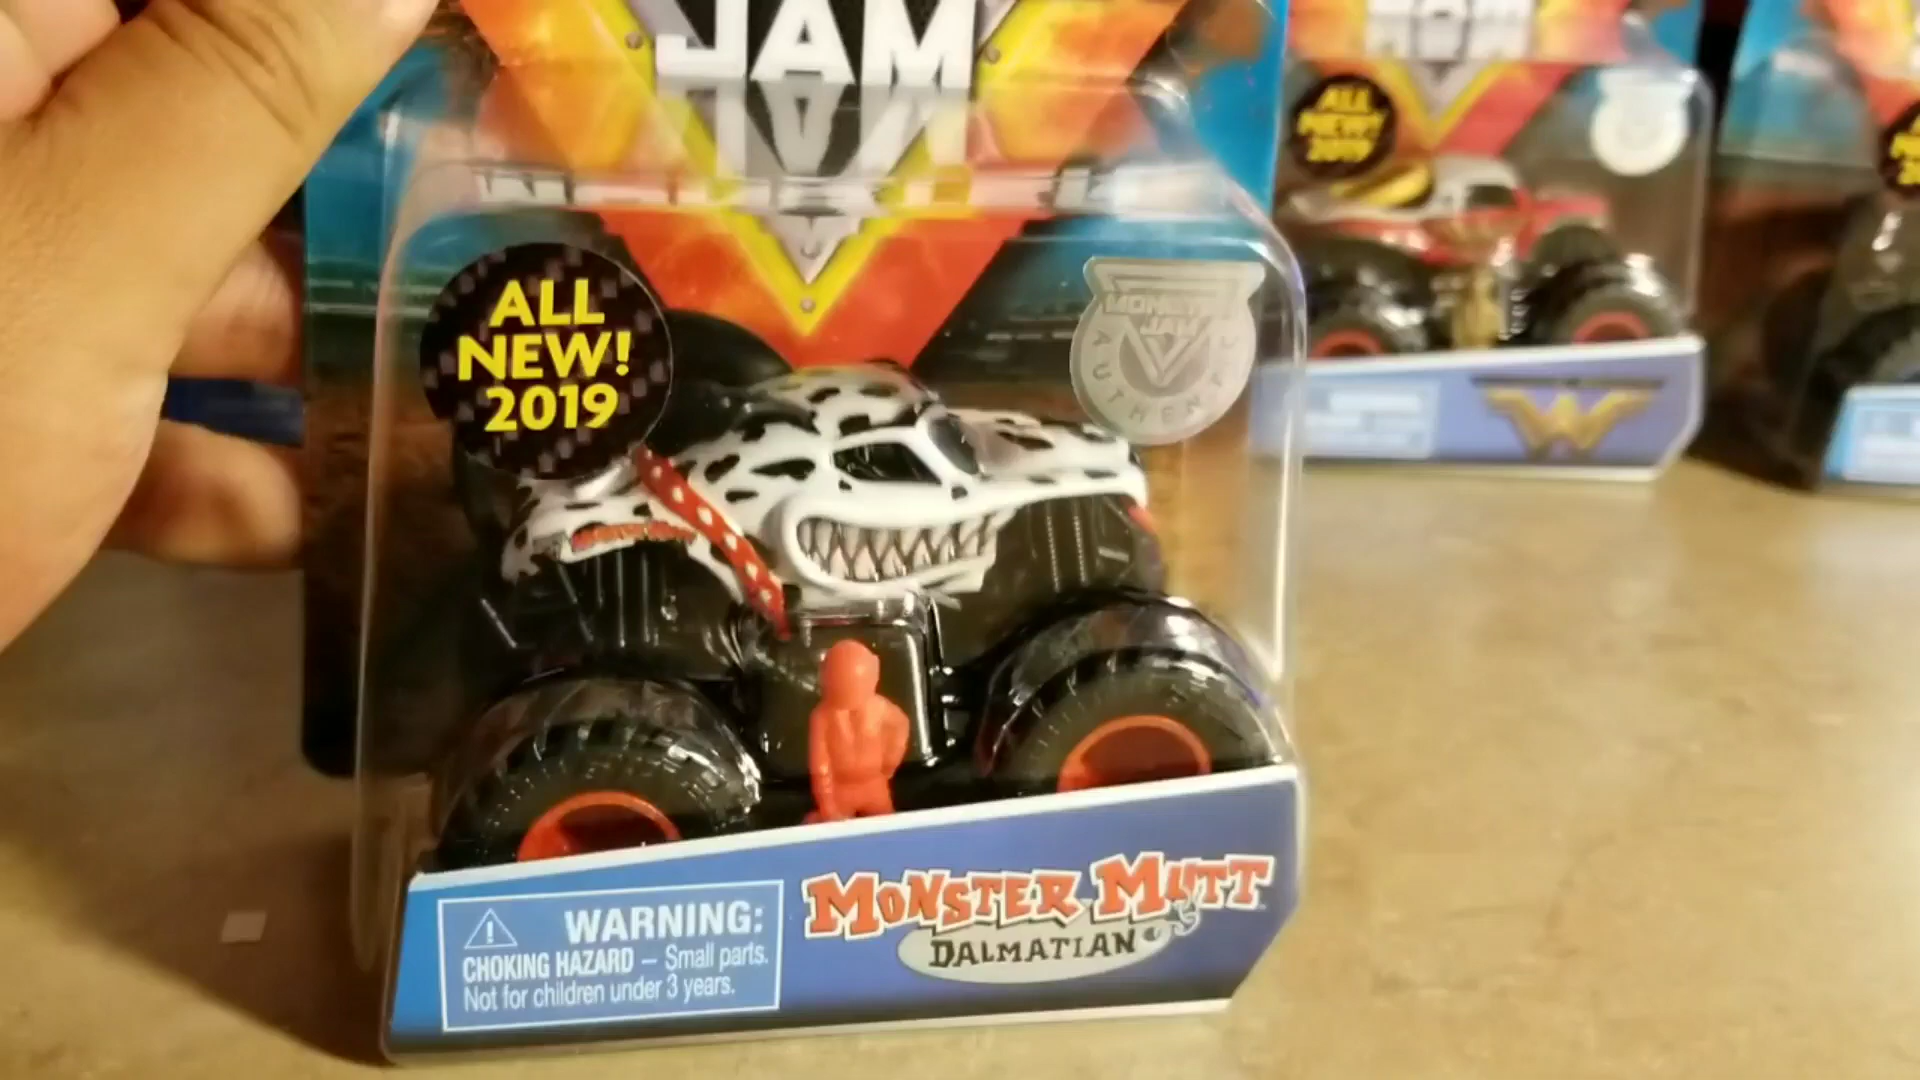 JAM
ALL
NEW!
2019
MONSTER
JAM
AUTHENTIC
WARNING:
CHOKING HAZARD – Small parts.
Not for children under 3 years.
MONSTER MUTT
DALMATIAN
ALL
NEW!
2019